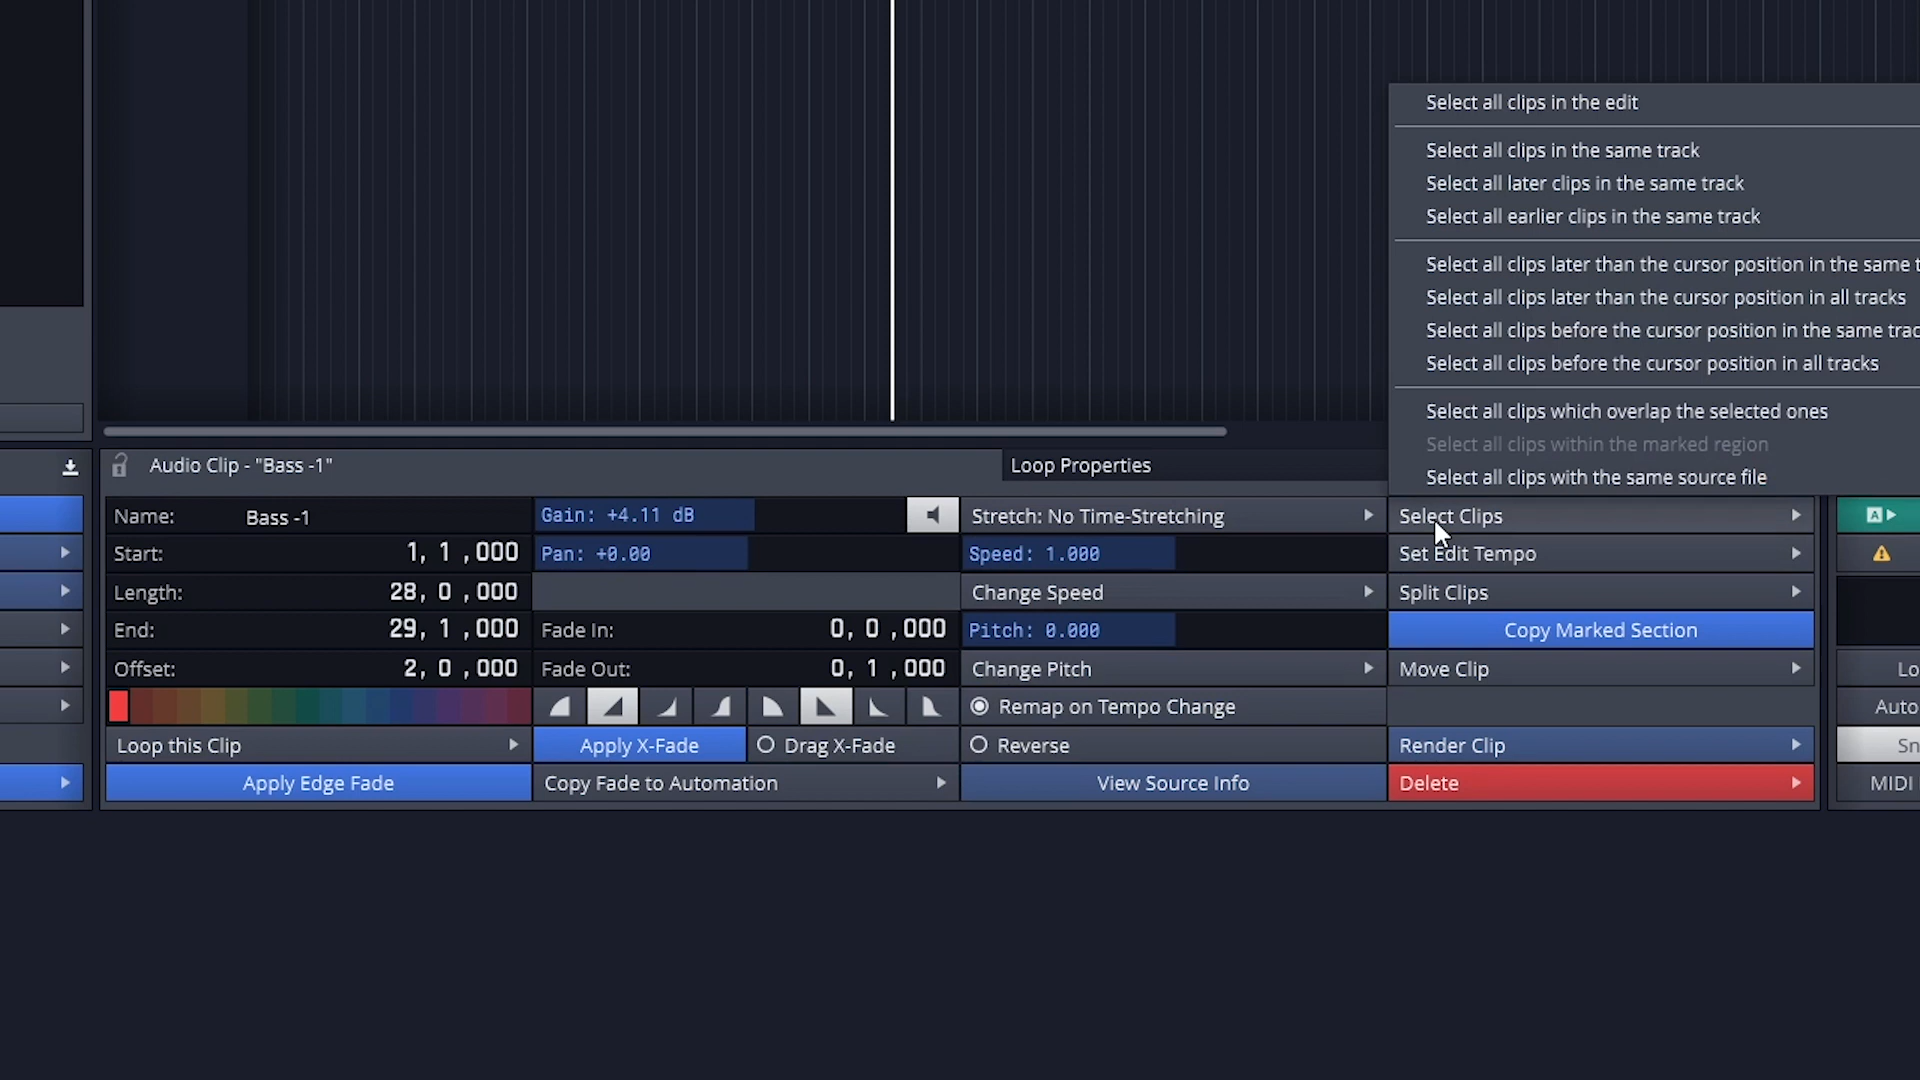 Select all clips in the edit
Select all clips in the same track
Select all later clips in the same track
Select all earlier clips in the same track
Select all clips later than the cursor position in the same t
Select all clips later than the cursor position in all tracks
Select all clips before the cursor position in the same trac
Select all clips before the cursor position in all tracks
Select all clips which overlap the selected ones
Select all clips within the marked region
Select all clips with the same source file
Audio Clip - "Bass -1"
Loop Properties
Name: Bass -1
Start: 1, 1 ,000
Length: 28, 0 ,000
End: 29, 1 ,000
Offset: 2, 0 ,000
Loop this Clip
Apply Edge Fade
Gain: +4.11 dB
Pan: +0.00
Fade In: 0, 0 ,000
Fade Out: 0, 1 ,000
Apply X-Fade
Drag X-Fade
Copy Fade to Automation
Stretch: No Time-Stretching
Speed: 1.000
Change Speed
Pitch: 0.000
Change Pitch
Remap on Tempo Change
Reverse
View Source Info
Select Clips
Set Edit Tempo
Split Clips
Copy Marked Section
Move Clip
Render Clip
Delete
A
Lo
Auto
Sn
MIDI